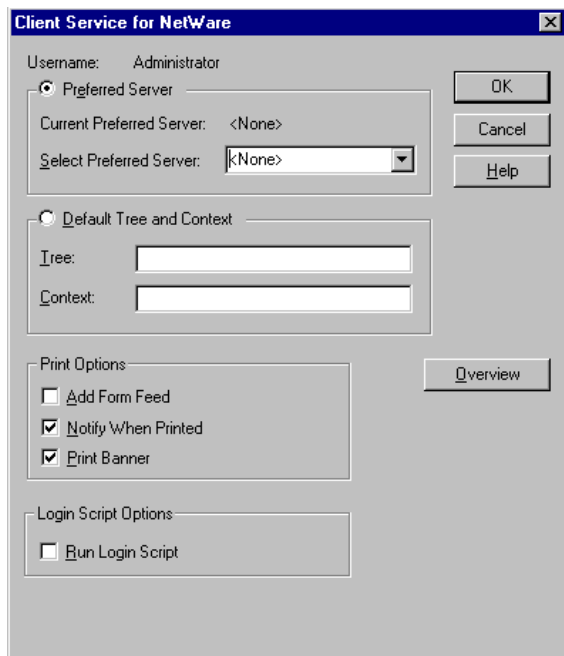 Client Service for NetWare
Username: Administrator
Preferred Server
Current Preferred Server: <None>
Select Preferred Server: <None>
OK
Cancel
Help
Default Tree and Context
Tree:
Context:
Print Options
Add Form Feed
Notify When Printed
Print Banner
Overview
Login Script Options
Run Login Script